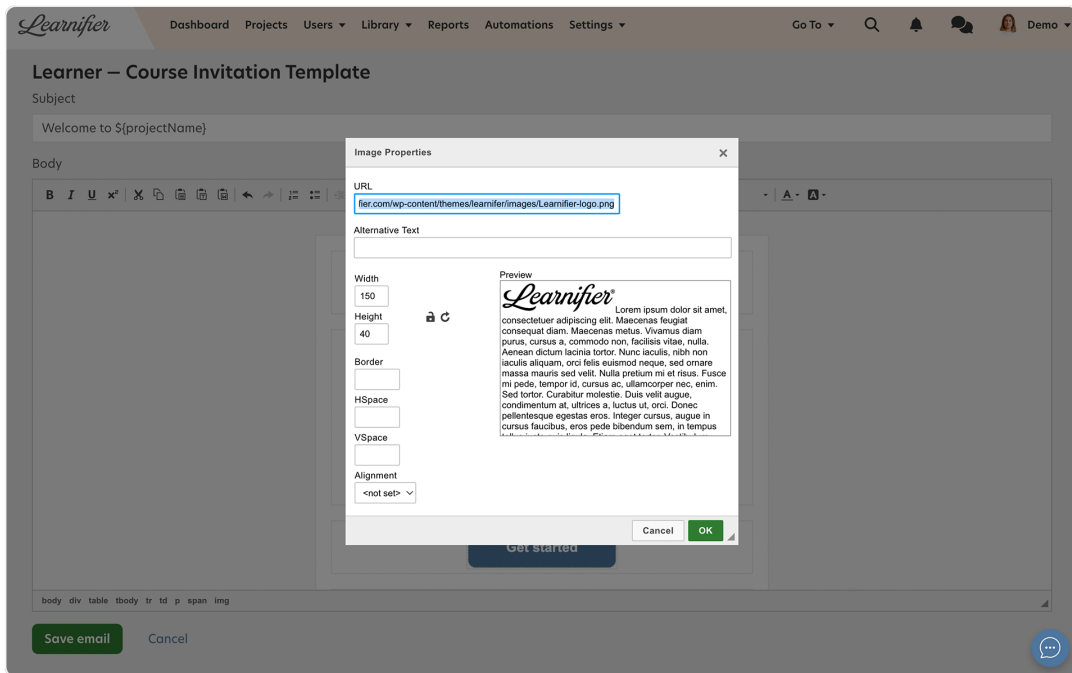 Learnifier
Dashboard Projects Users Library Reports Automations Settings Go To Demo
Learner — Course Invitation Template
Subject
Welcome to ${projectName}
Body
B I U x²
A A
Image Properties
URL
fier.com/wp-content/themes/learnifer/images/Learnifier-logo.png
Alternative Text
Width
150
Height
40
Border
HSpace
VSpace
Alignment
<not set>
Preview
Learnifier® Lorem ipsum dolor sit amet,
consectetuer adipiscing elit. Maecenas feugiat
consequat diam. Maecenas metus. Vivamus diam
purus, cursus a, commodo non, facilisis vitae, nulla.
Aenean dictum lacinia tortor. Nunc iaculis, nibh non
iaculis aliquam, orci felis euismod neque, sed ornare
massa mauris sed velit. Nulla pretium mi et risus. Fusce
mi pede, tempor id, cursus ac, ullamcorper nec, enim.
Sed tortor. Curabitur molestie. Duis velit augue,
condimentum at, ultrices a, luctus ut, orci. Donec
pellentesque egestas eros. Integer cursus, augue in
cursus faucibus, eros pede bibendum sem, in tempus
Cancel OK
Get started
body div table tbody tr td p span img
Save email Cancel